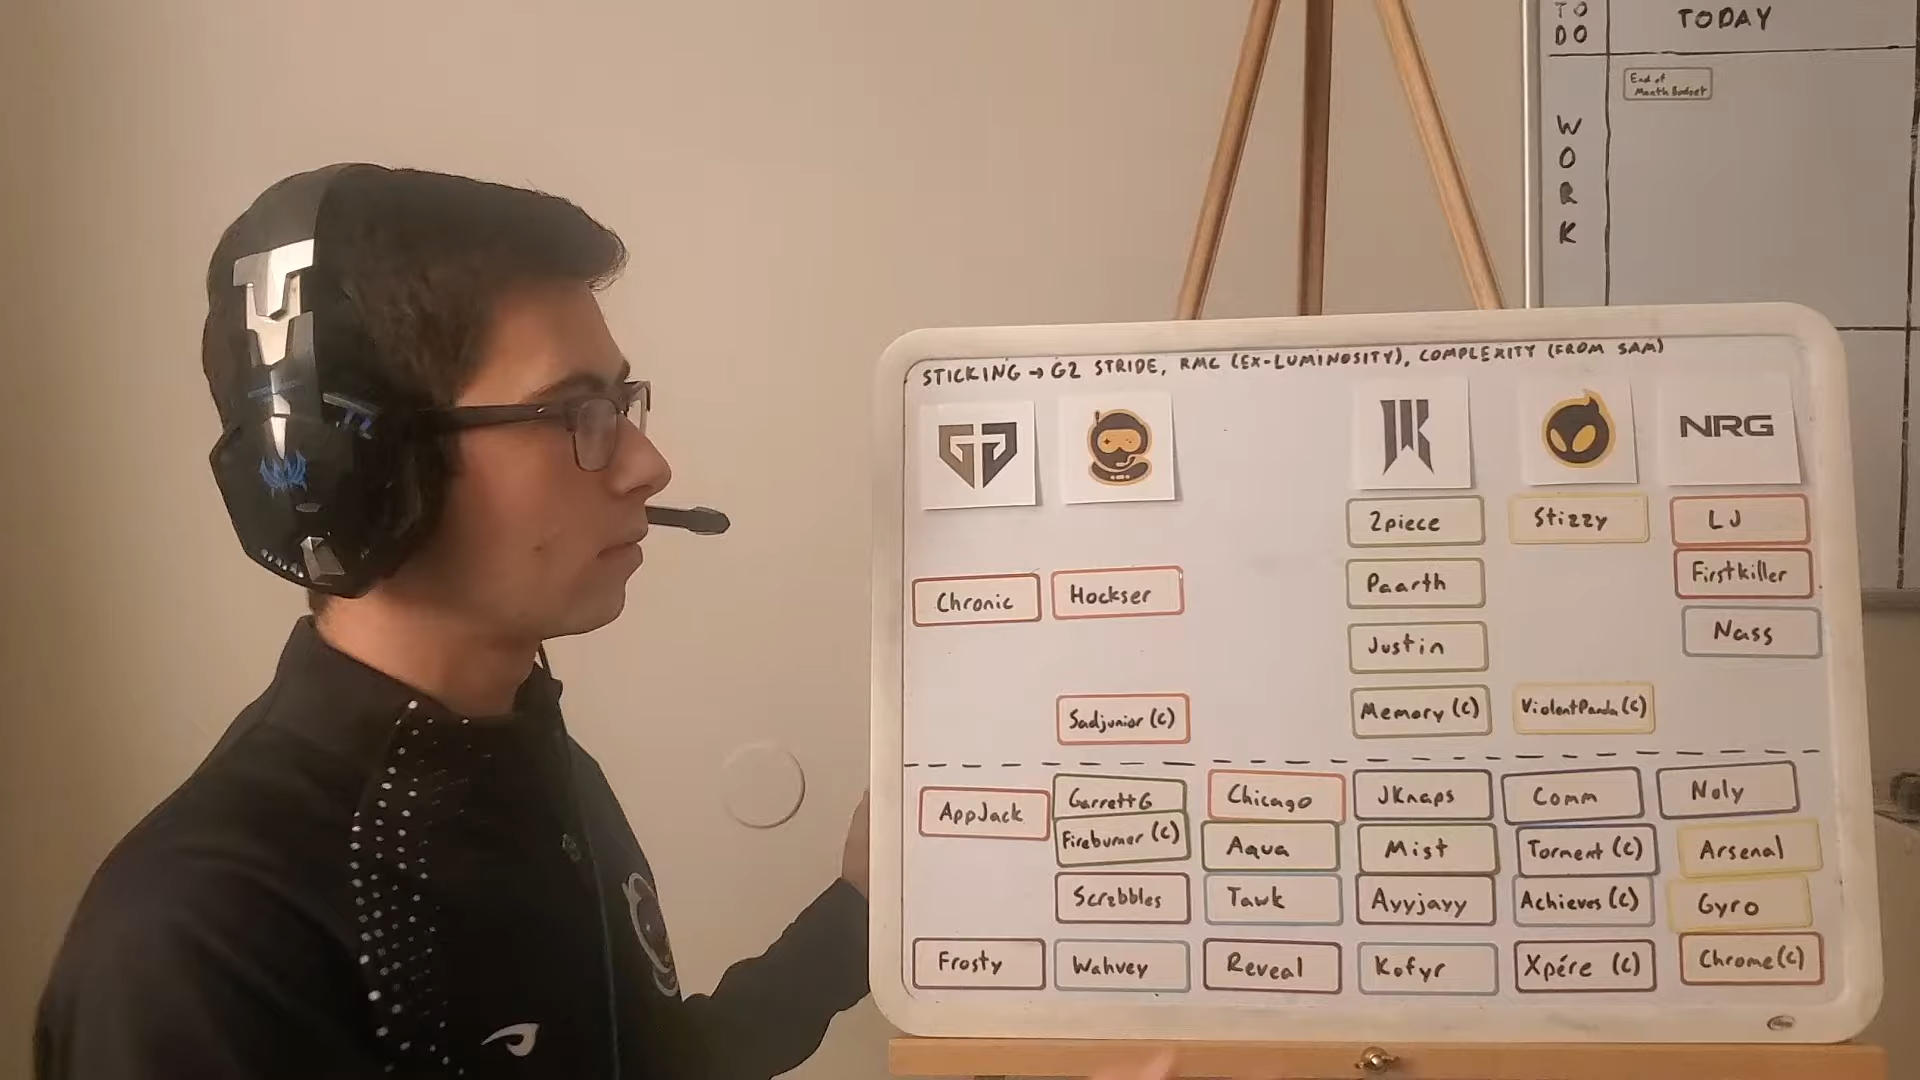 TO DO
TODAY
End of
Month Budget
WORK
STICKING → G2 STRIDE, RMC (EX-LUMINOSITY), COMPLEXITY (FROM SAM)
NRG
2piece
Stizzy
LJ
Chronic
Hockser
Paarth
Firstkiller
Justin
Nass
Sadjunior (C)
Memory (C)
ViolentPanda (C)
AppJack
GarrettG
Chicago
JKnaps
Comm
Noly
Fireburner (C)
Aqua
Mist
Torment (C)
Arsenal
Scrzbbles
Tawk
Ayyjayy
Achieves (C)
Gyro
Frosty
Wahvey
Reveal
Kofyr
Xpére (C)
Chrome (C)